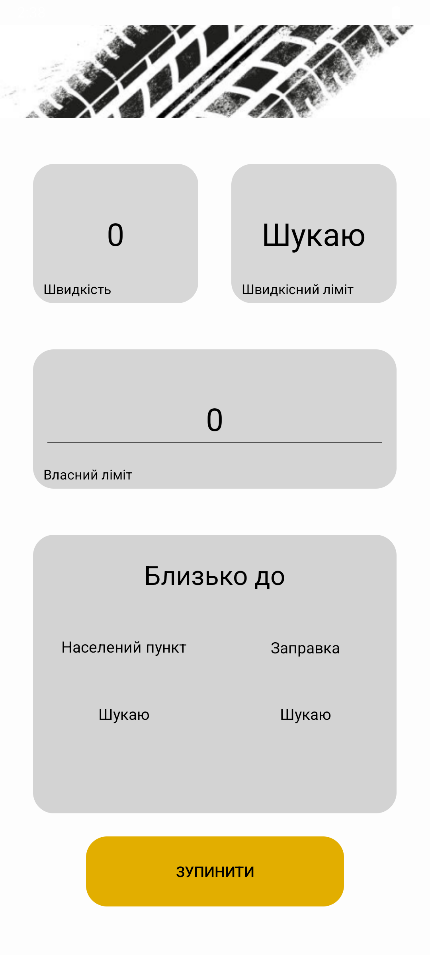 0
Швидкість
Шукаю
Швидкісний ліміт
0
Власний ліміт
Близько до
Населений пункт
Заправка
Шукаю
Шукаю
ЗУПИНИТИ